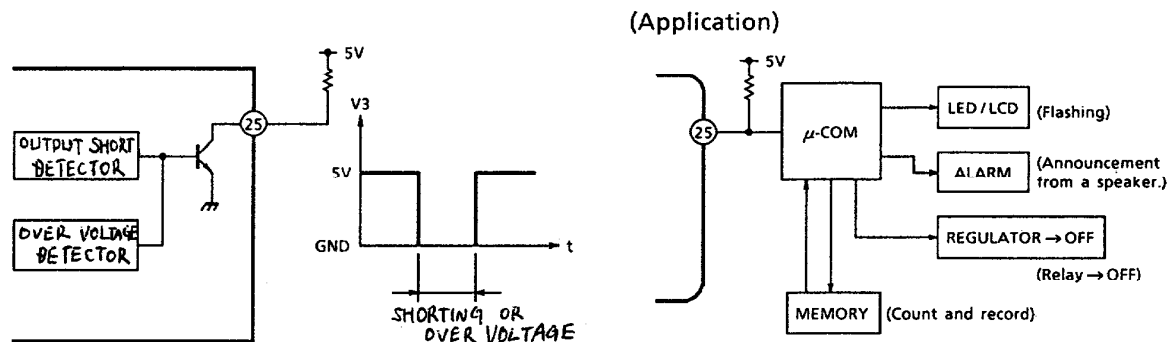 (Application)
5V
V3
25
OUTPUT SHORT
DETECTOR
OVER VOLTAGE
DETECTOR
5V
GND
t
SHORTING OR
OVER VOLTAGE
5V
25
μ-COM
LED/LCD (Flashing)
ALARM (Announcement
from a speaker.)
REGULATOR→OFF
(Relay→OFF)
MEMORY (Count and record)